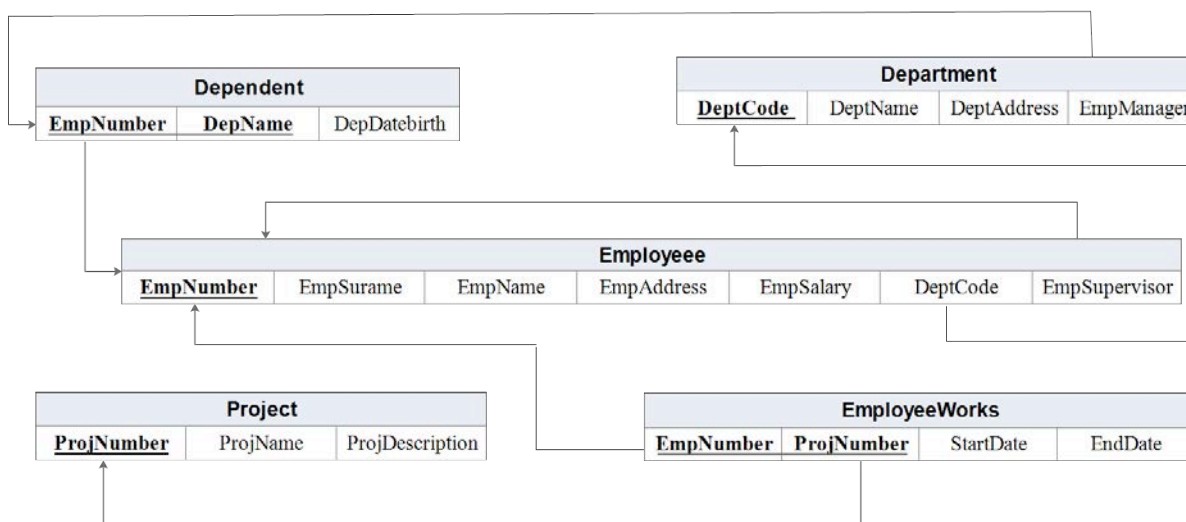 Dependent
EmpNumber DepName DepDatebirth
Department
DeptCode DeptName DeptAddress EmpManager
Employeee
EmpNumber EmpSurame EmpName EmpAddress EmpSalary DeptCode EmpSupervisor
Project
ProjNumber ProjName ProjDescription
EmployeeWorks
EmpNumber ProjNumber StartDate EndDate